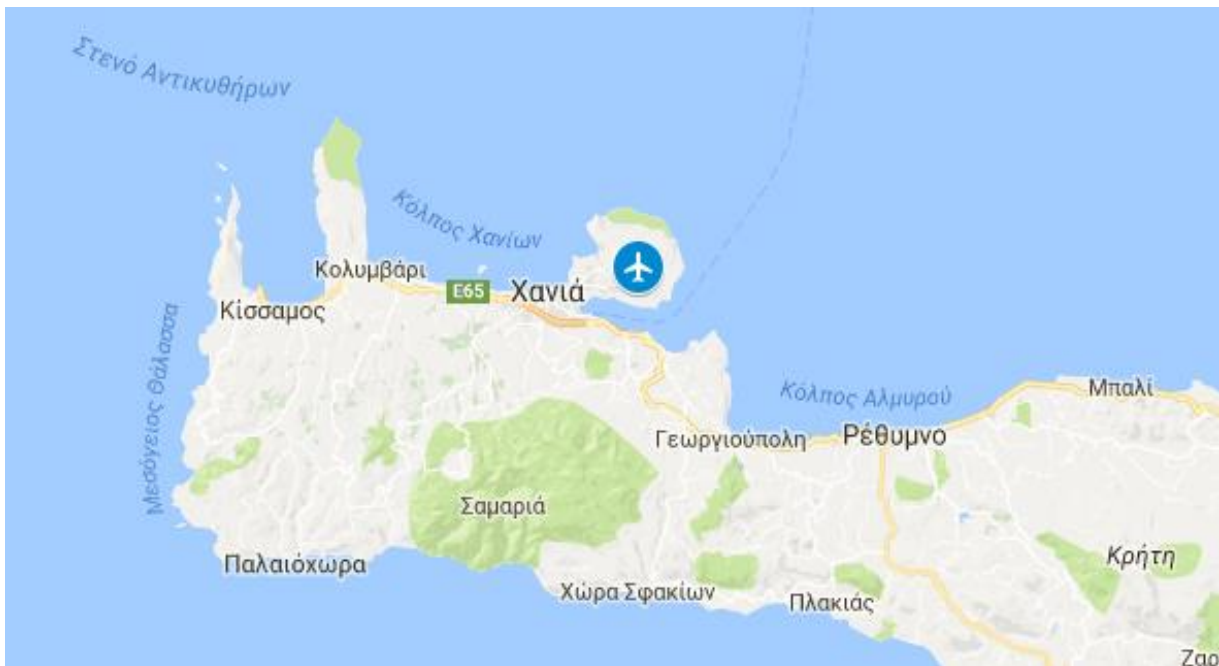 Στενό Αντικυθήρων
Κόλπος Χανίων
Κολυμβάρι
E65
Χανιά
Κίσσαμος
Μεσόγειος Θάλασσα
Κόλπος Αλμυρού
Μπαλί
Γεωργιούπολη
Ρέθυμνο
Σαμαριά
Παλαιόχωρα
Κρήτη
Χώρα Σφακίων
Πλακιάς
Ζαρ